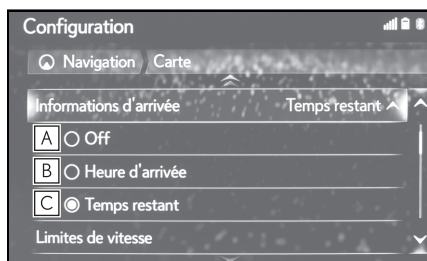 Configuration
Navigation Carte
Informations d'arrivée Temps restant
A Off
B Heure d'arrivée
C Temps restant
Limites de vitesse